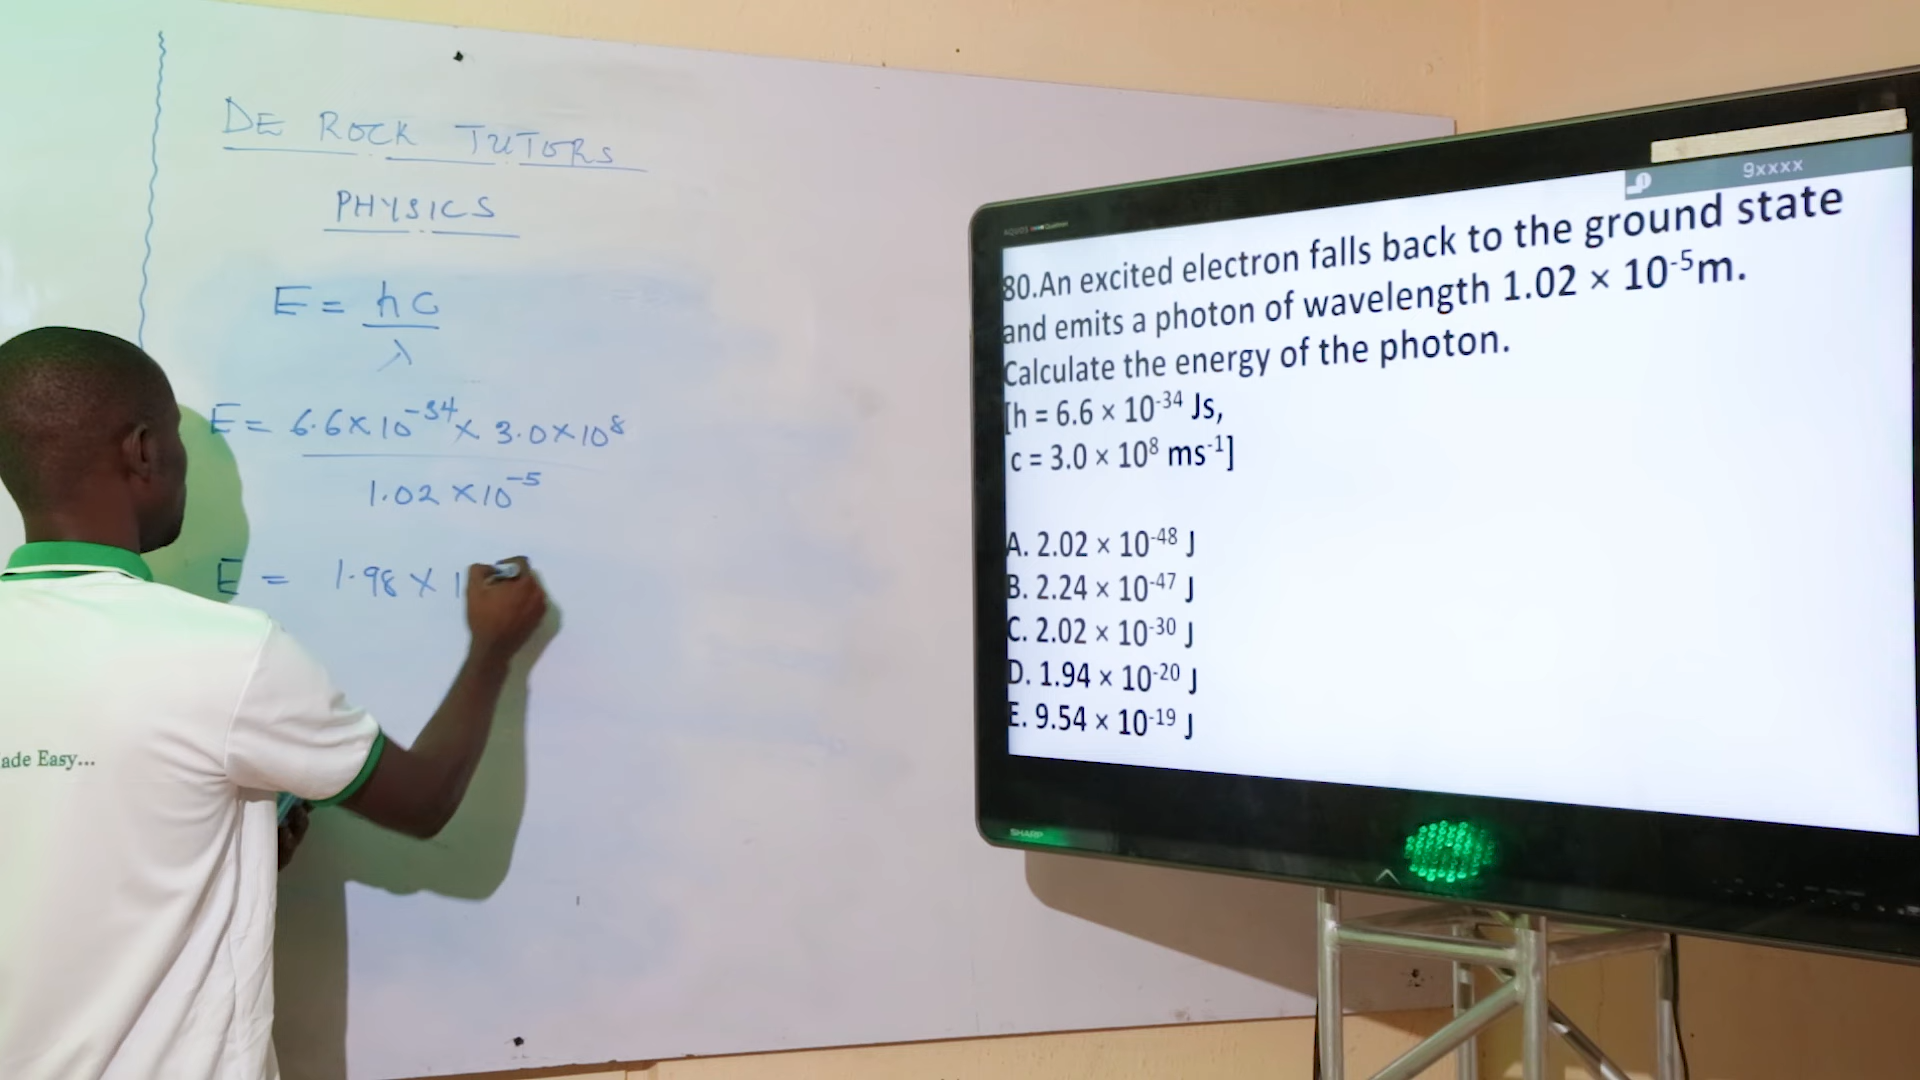 DE ROCK TUTORS
PHYSICS
E = hc
λ
E = 6.6 × 10⁻³⁴ × 3.0 × 10⁸
1.02 × 10⁻⁵
E = 1.98 × 1
ade Easy...
9xxxx
80.An excited electron falls back to the ground state
and emits a photon of wavelength 1.02 × 10⁻⁵m.
Calculate the energy of the photon.
[h = 6.6 × 10⁻³⁴ Js,
c = 3.0 × 10⁸ ms⁻¹]
A. 2.02 × 10⁻⁴⁸ J
B. 2.24 × 10⁻⁴⁷ J
C. 2.02 × 10⁻³⁰ J
D. 1.94 × 10⁻²⁰ J
E. 9.54 × 10⁻¹⁹ J
SHARP